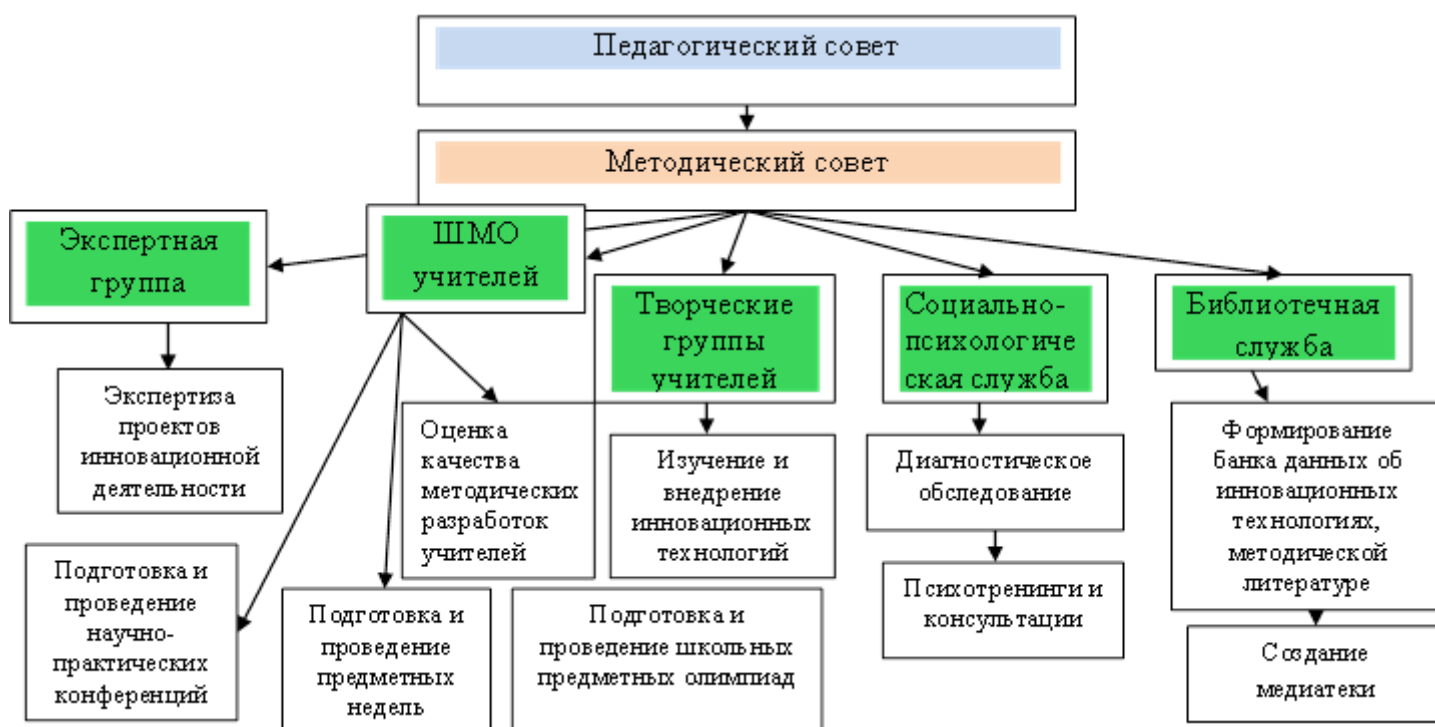 Педагогический совет
Методический совет
Экспертная
группа
ШМО
учителей
Творческие
группы
учителей
Социально-
психологиче
ская служба
Библиотечная
служба
Экспертиза
проектов
инновационной
деятельности
Оценка
качества
методических
разработок
учителей
Изучение и
внедрение
инновационных
технологий
Диагностическое
обследование
Формирование
банка данных об
инновационных
технологиях,
методической
литературе
Подготовка и
проведение
научно-
практических
конференций
Подготовка и
проведение
предметных
недель
Подготовка и
проведение школьных
предметных олимпиад
Психотренинги и
консультации
Создание
медиатеки